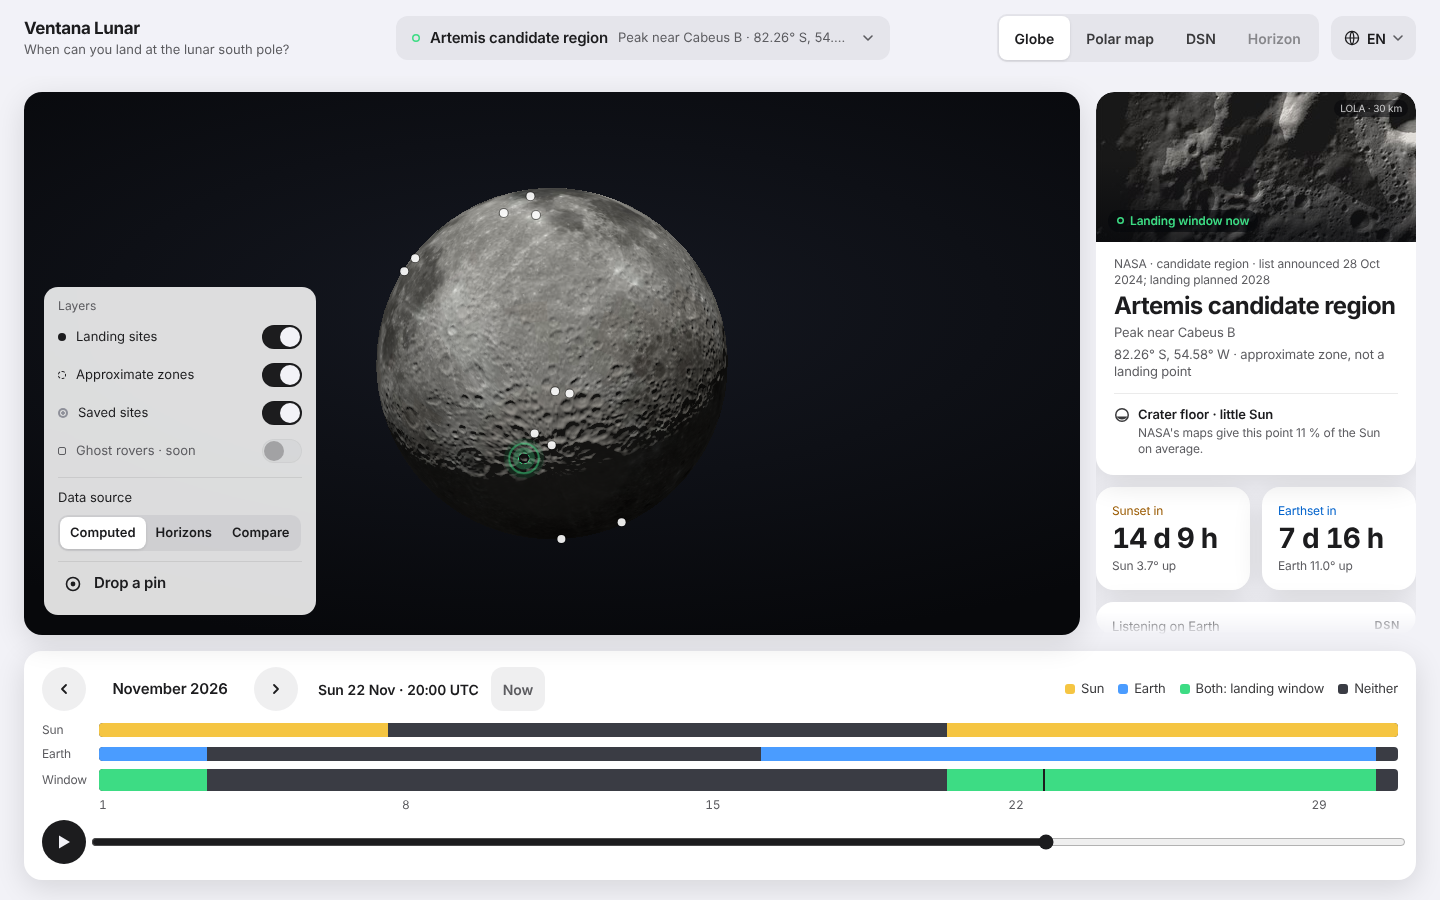 Ventana Lunar
When can you land at the lunar south pole?
Artemis candidate region Peak near Cabeus B · 82.26° S, 54....
Globe Polar map DSN Horizon
EN
LOLA · 30 km
Landing window now
NASA · candidate region · list announced 28 Oct
2024; landing planned 2028
Artemis candidate region
Peak near Cabeus B
82.26° S, 54.58° W · approximate zone, not a
landing point
Crater floor · little Sun
NASA's maps give this point 11 % of the Sun
on average.
Sunset in
14 d 9 h
Sun 3.7° up
Earthset in
7 d 16 h
Earth 11.0° up
Listening on Earth DSN
Layers
Landing sites
Approximate zones
Saved sites
Ghost rovers · soon
Data source
Computed Horizons Compare
Drop a pin
November 2026
Sun 22 Nov · 20:00 UTC Now
Sun Earth Both: landing window Neither
Sun
Earth
Window
1 8 15 22 29